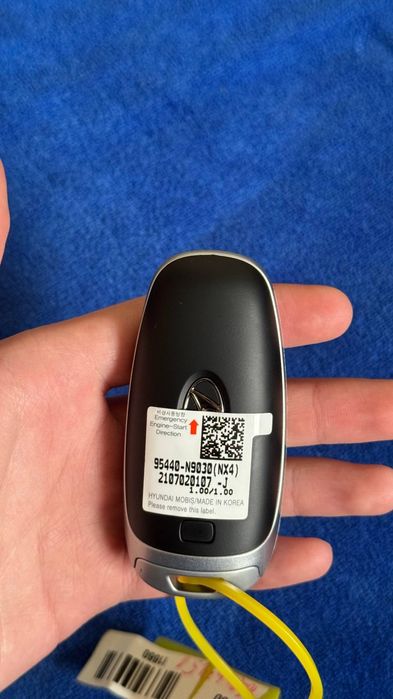 비상시동방향
Emergency
Engine-Start
Direction
95440-N9030(NX4)
2107020107 -J
1.00/1.00
HYUNDAI MOBIS/MADE IN KOREA
Please remove this label.